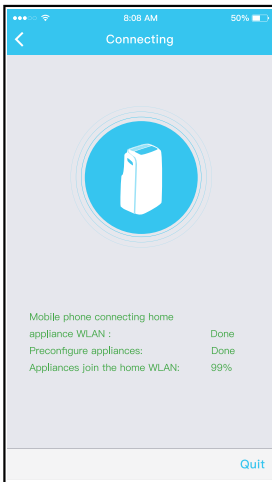 8:08 AM 50%
Connecting
Mobile phone connecting home
appliance WLAN : Done
Preconfigure appliances: Done
Appliances join the home WLAN: 99%
Quit